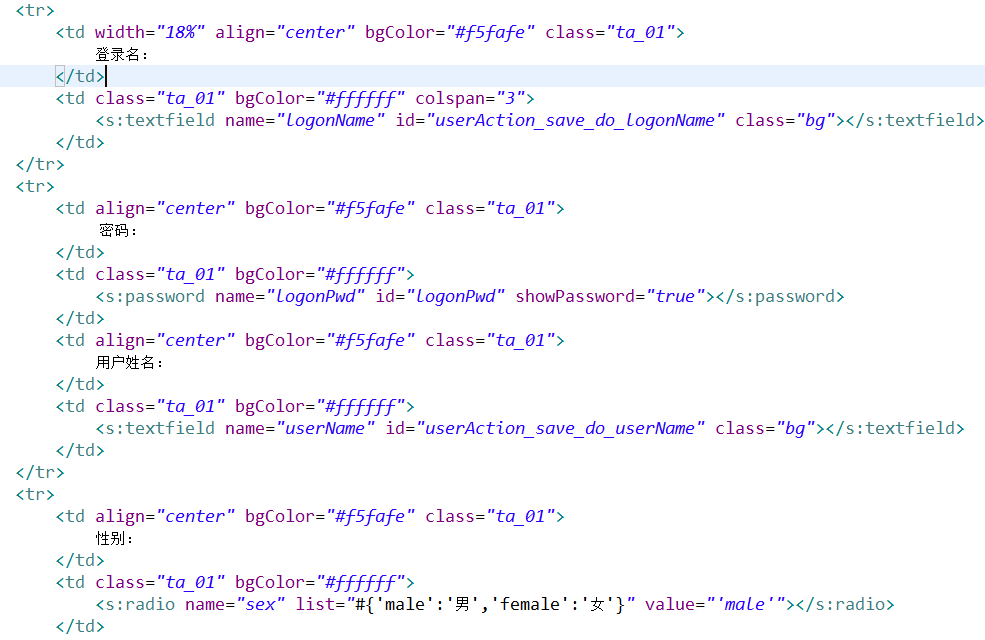 <tr>
<td width="18%" align="center" bgColor="#f5fafe" class="ta_01">
登录名：
</td>
<td class="ta_01" bgColor="#ffffff" colspan="3">
<s:textfield name="logonName" id="userAction_save_do_logonName" class="bg"></s:textfield>
</td>
</tr>
<tr>
<td align="center" bgColor="#f5fafe" class="ta_01">
密码：
</td>
<td class="ta_01" bgColor="#ffffff">
<s:password name="logonPwd" id="logonPwd" showPassword="true"></s:password>
</td>
<td align="center" bgColor="#f5fafe" class="ta_01">
用户姓名：
</td>
<td class="ta_01" bgColor="#ffffff">
<s:textfield name="userName" id="userAction_save_do_userName" class="bg"></s:textfield>
</td>
</tr>
<tr>
<td align="center" bgColor="#f5fafe" class="ta_01">
性别：
</td>
<td class="ta_01" bgColor="#ffffff">
<s:radio name="sex" list="#{'male':'男','female':'女'}" value="'male'"></s:radio>
</td>